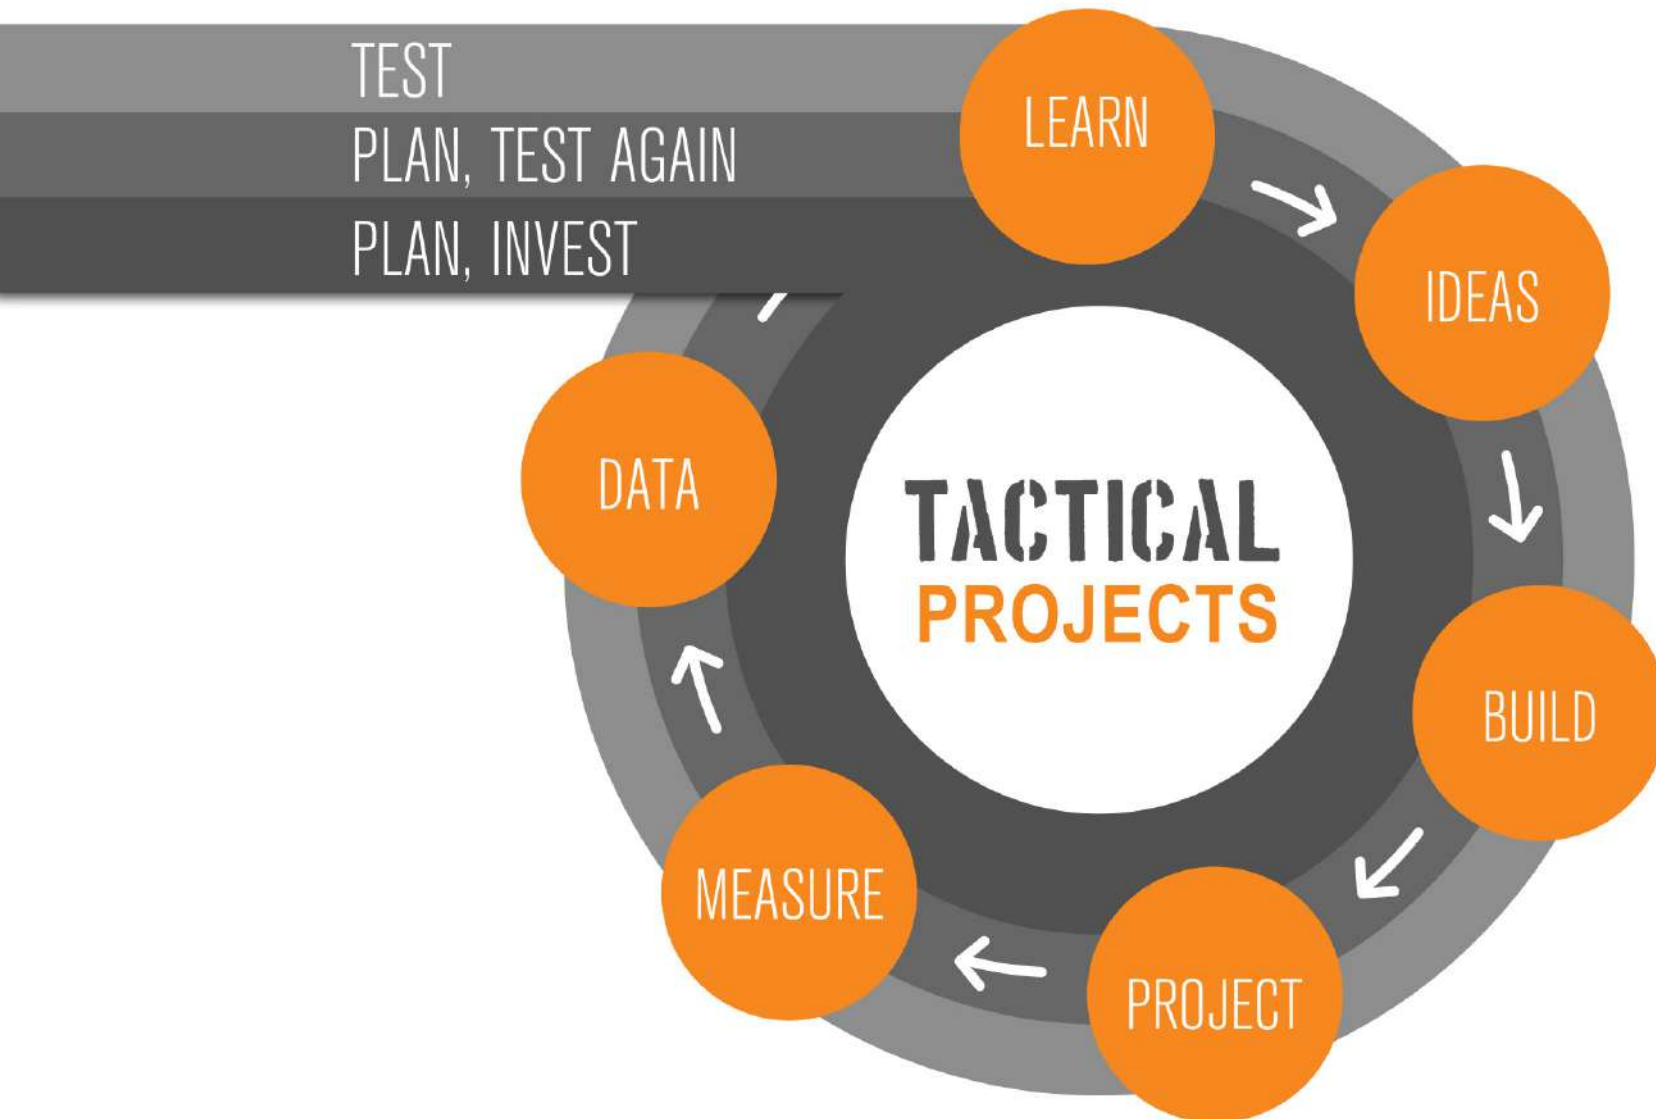 TEST
PLAN, TEST AGAIN
PLAN, INVEST
LEARN
IDEAS
BUILD
PROJECT
MEASURE
DATA
TACTICAL
PROJECTS